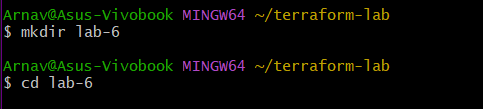 Arnav@Asus-Vivobook MINGW64 ~/terraform-lab
$ mkdir lab-6
Arnav@Asus-Vivobook MINGW64 ~/terraform-lab
$ cd lab-6